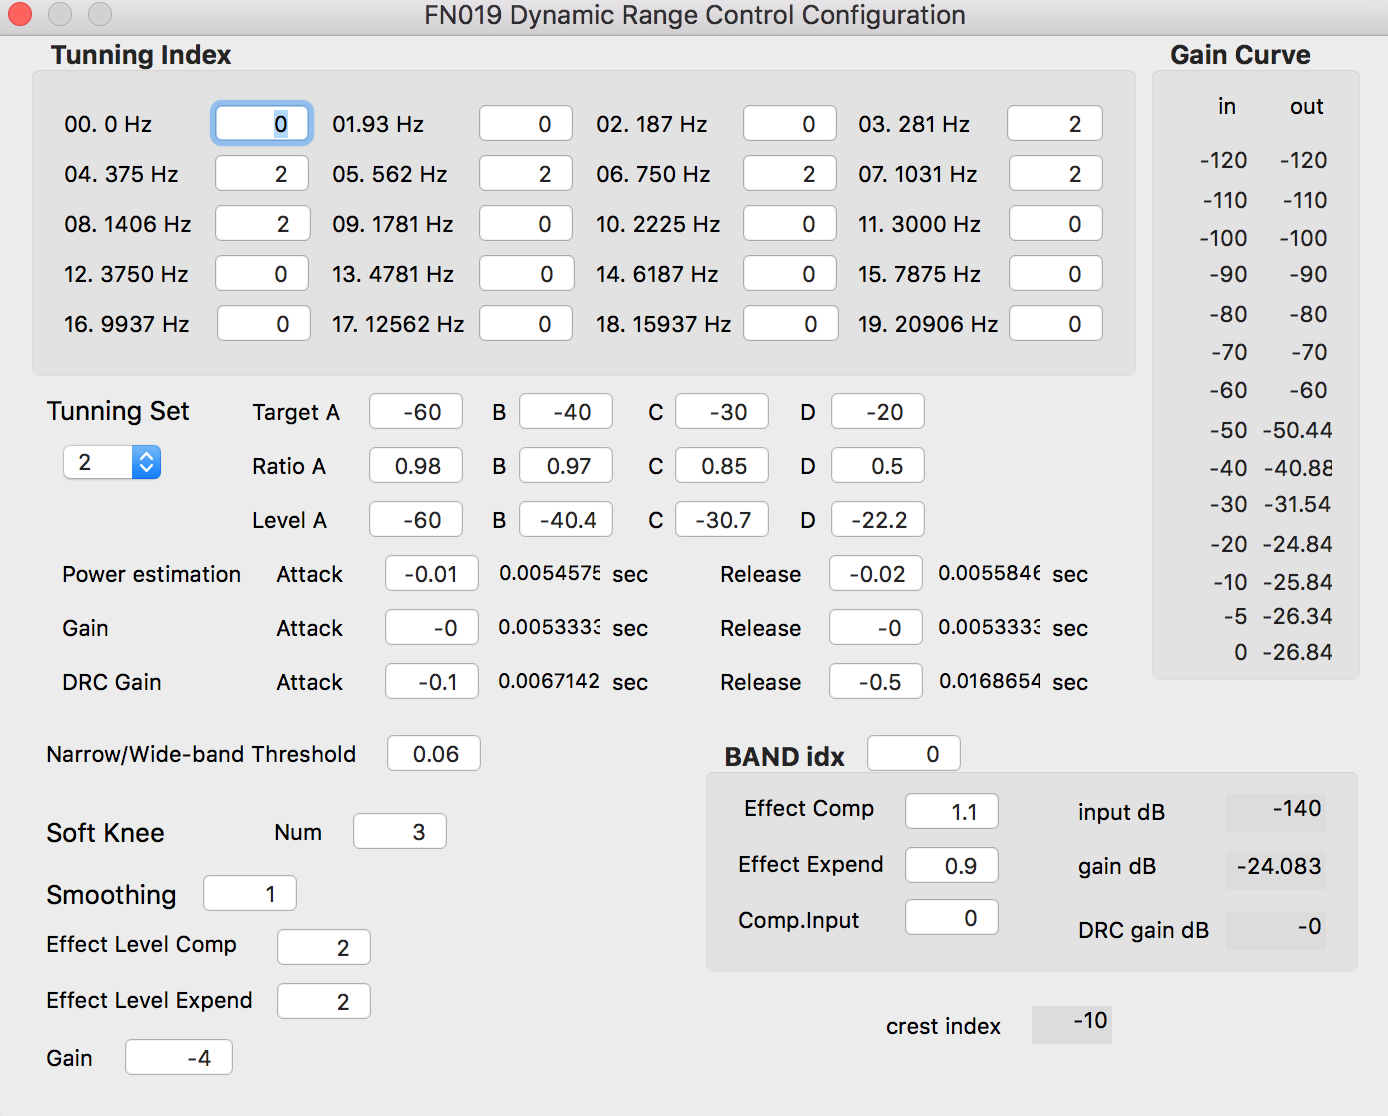 FN019 Dynamic Range Control Configuration
Tunning Index
00. 0 Hz 0 01.93 Hz 0 02. 187 Hz 0 03. 281 Hz 2
04. 375 Hz 2 05. 562 Hz 2 06. 750 Hz 2 07. 1031 Hz 2
08. 1406 Hz 2 09. 1781 Hz 0 10. 2225 Hz 0 11. 3000 Hz 0
12. 3750 Hz 0 13. 4781 Hz 0 14. 6187 Hz 0 15. 7875 Hz 0
16. 9937 Hz 0 17. 12562 Hz 0 18. 15937 Hz 0 19. 20906 Hz 0
Gain Curve
in out
-120 -120
-110 -110
-100 -100
-90 -90
-80 -80
-70 -70
-60 -60
-50 -50.44
-40 -40.88
-30 -31.54
-20 -24.84
-10 -25.84
-5 -26.34
0 -26.84
Tunning Set
2
Target A -60 B -40 C -30 D -20
Ratio A 0.98 B 0.97 C 0.85 D 0.5
Level A -60 B -40.4 C -30.7 D -22.2
Power estimation Attack -0.01 0.0054575 sec Release -0.02 0.0055846 sec
Gain Attack -0 0.0053333 sec Release -0 0.0053333 sec
DRC Gain Attack -0.1 0.0067142 sec Release -0.5 0.0168654 sec
Narrow/Wide-band Threshold 0.06
Soft Knee Num 3
Smoothing 1
Effect Level Comp 2
Effect Level Expend 2
Gain -4
BAND idx 0
Effect Comp 1.1 input dB -140
Effect Expend 0.9 gain dB -24.083
Comp.Input 0 DRC gain dB -0
crest index -10